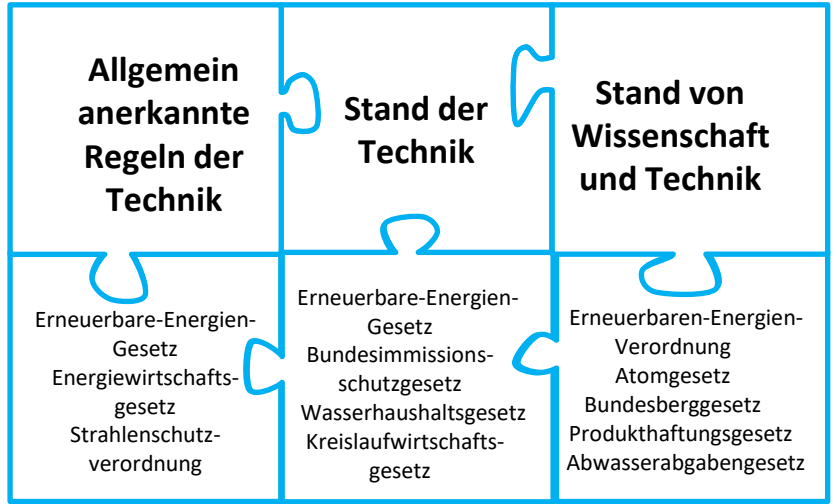 Allgemein
anerkannte
Regeln der
Technik
Stand der
Technik
Stand von
Wissenschaft
und Technik
Erneuerbare-Energien-
Gesetz
Energiewirtschafts-
gesetz
Strahlenschutz-
verordnung
Erneuerbare-Energien-
Gesetz
Bundesimmissions-
schutzgesetz
Wasserhaushaltsgesetz
Kreislaufwirtschafts-
gesetz
Erneuerbaren-Energien-
Verordnung
Atomgesetz
Bundesberggesetz
Produkthaftungsgesetz
Abwasserabgabengesetz